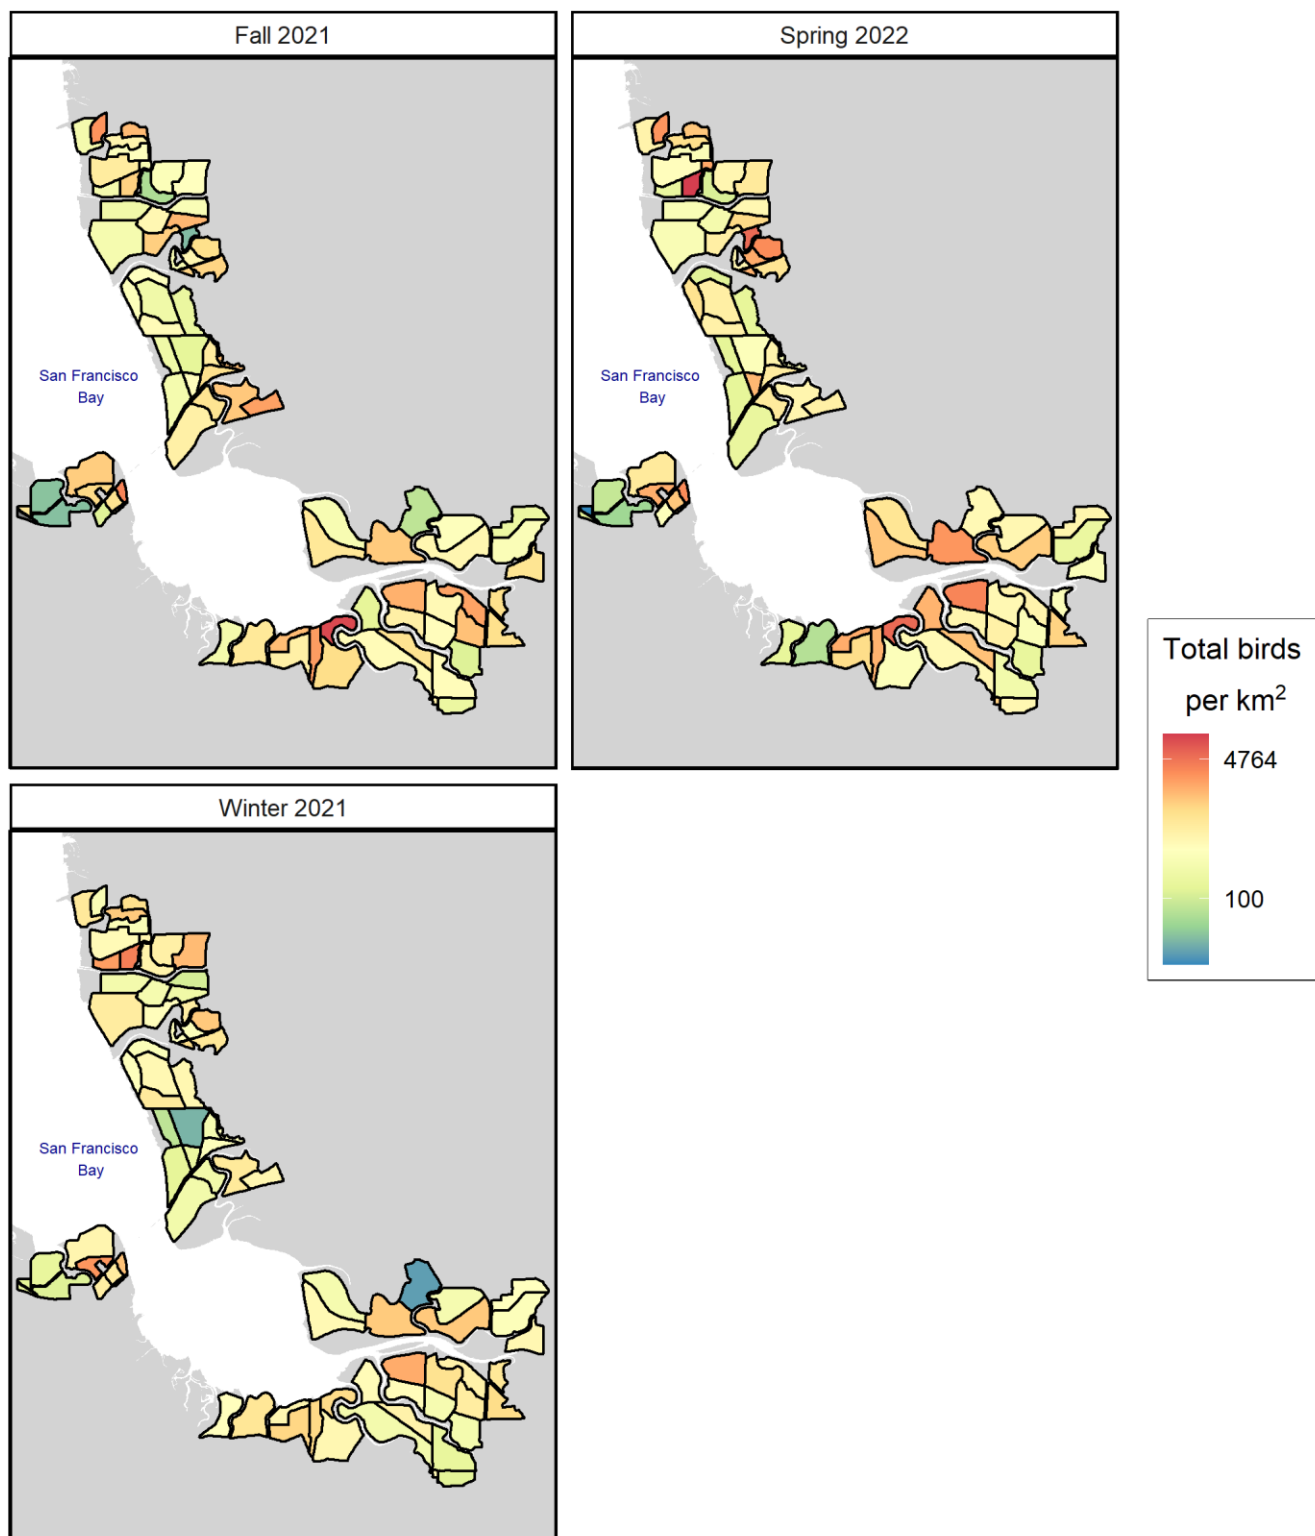 Fall 2021
Spring 2022
San Francisco
Bay
San Francisco
Bay
Total birds
per km²
4764
100
Winter 2021
San Francisco
Bay